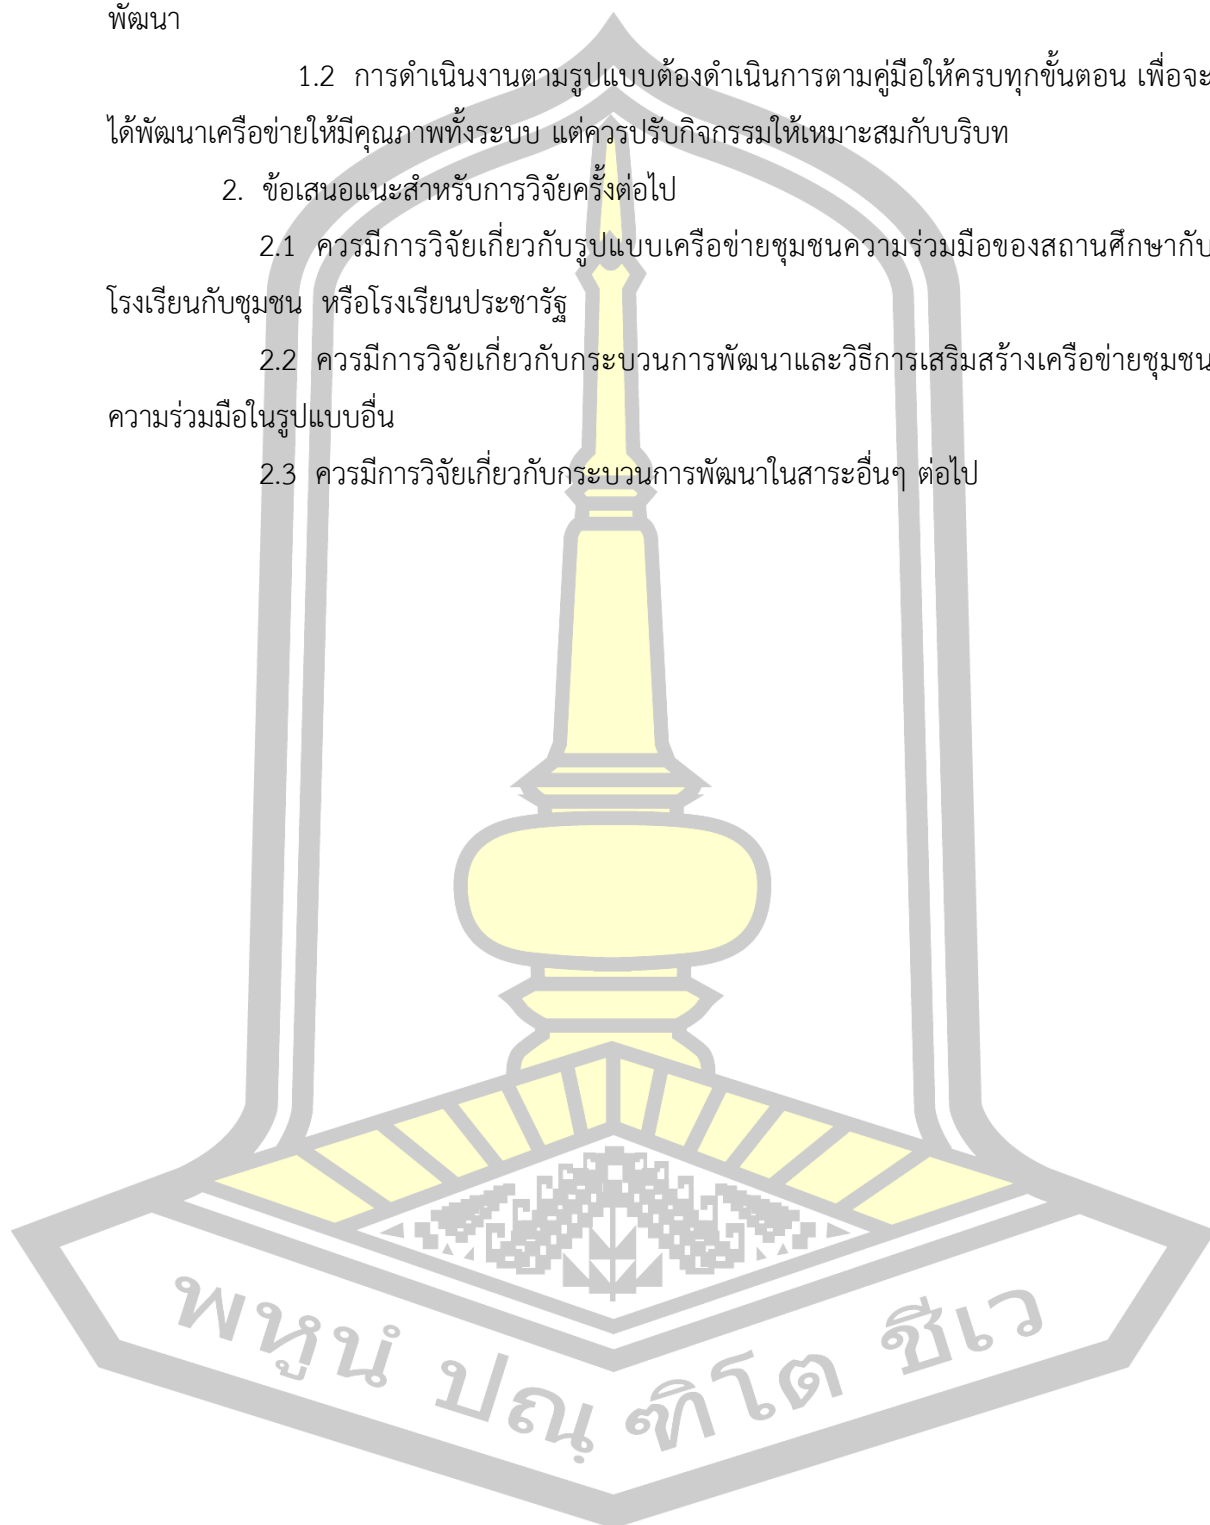 พัฒนา
1.2 การดำเนินงานตามรูปแบบต้องดำเนินการตามคู่มือให้ครบทุกขั้นตอน เพื่อจะ
ได้พัฒนาเครือข่ายให้มีคุณภาพทั้งระบบ แต่ควรปรับกิจกรรมให้เหมาะสมกับบริบท
2. ข้อเสนอแนะสำหรับการวิจัยครั้งต่อไป
2.1 ควรมีการวิจัยเกี่ยวกับรูปแบบเครือข่ายชุมชนความร่วมมือของสถานศึกษากับ
โรงเรียนกับชุมชน หรือโรงเรียนประชารัฐ
2.2 ควรมีการวิจัยเกี่ยวกับกระบวนการพัฒนาและวิธีการเสริมสร้างเครือข่ายชุมชน
ความร่วมมือในรูปแบบอื่น
2.3 ควรมีการวิจัยเกี่ยวกับกระบวนการพัฒนาในสาระอื่นๆ ต่อไป
พหูนํ ปณฺ ฑิโต ชีเว